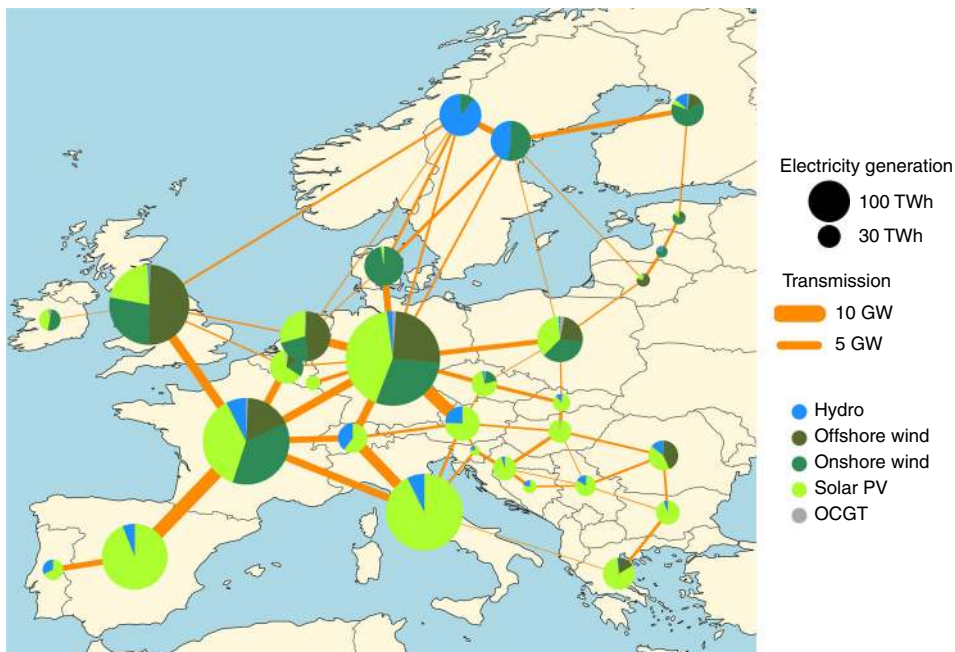 Electricity generation
100 TWh
30 TWh
Transmission
10 GW
5 GW
Hydro
Offshore wind
Onshore wind
Solar PV
OCGT